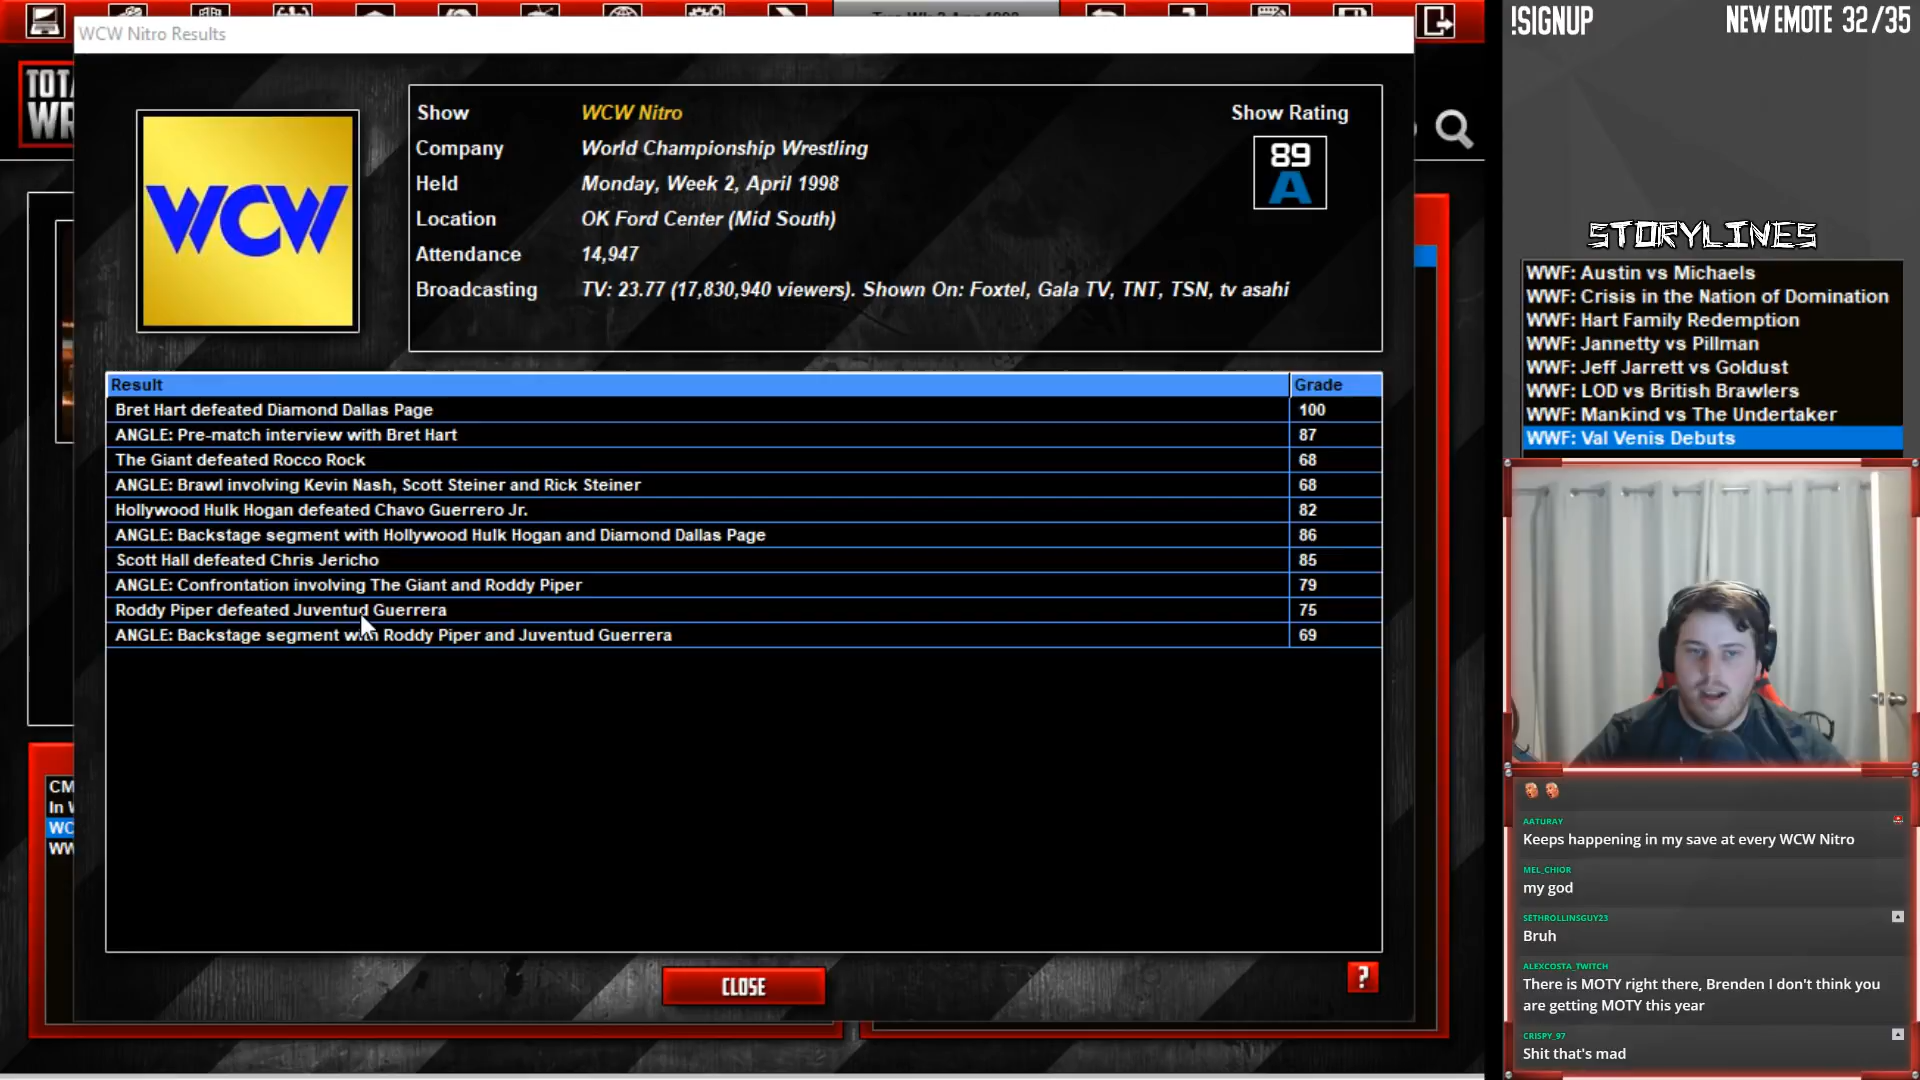 WCW Nitro Results
!SIGNUP
NEW EMOTE 32/35
TOT
WR
WCW
Show WCW Nitro
Company World Championship Wrestling
Held Monday, Week 2, April 1998
Location OK Ford Center (Mid South)
Attendance 14,947
Broadcasting TV: 23.77 (17,830,940 viewers). Shown On: Foxtel, Gala TV, TNT, TSN, tv asahi
Show Rating
89
A
Result Grade
Bret Hart defeated Diamond Dallas Page 100
ANGLE: Pre-match interview with Bret Hart 87
The Giant defeated Rocco Rock 68
ANGLE: Brawl involving Kevin Nash, Scott Steiner and Rick Steiner 68
Hollywood Hulk Hogan defeated Chavo Guerrero Jr. 82
ANGLE: Backstage segment with Hollywood Hulk Hogan and Diamond Dallas Page 86
Scott Hall defeated Chris Jericho 85
ANGLE: Confrontation involving The Giant and Roddy Piper 79
Roddy Piper defeated Juventud Guerrera 75
ANGLE: Backstage segment with Roddy Piper and Juventud Guerrera 69
CM
In
WC
WW
CLOSE
?
STORYLINES
WWF: Austin vs Michaels
WWF: Crisis in the Nation of Domination
WWF: Hart Family Redemption
WWF: Jannetty vs Pillman
WWF: Jeff Jarrett vs Goldust
WWF: LOD vs British Brawlers
WWF: Mankind vs The Undertaker
WWF: Val Venis Debuts
AATURAY
Keeps happening in my save at every WCW Nitro
MEL_CHIOR
my god
SETHROLLINSGUY23
Bruh
ALEXCOSTA_TWITCH
There is MOTY right there, Brenden I don't think you
are getting MOTY this year
CRISPY_97
Shit that's mad